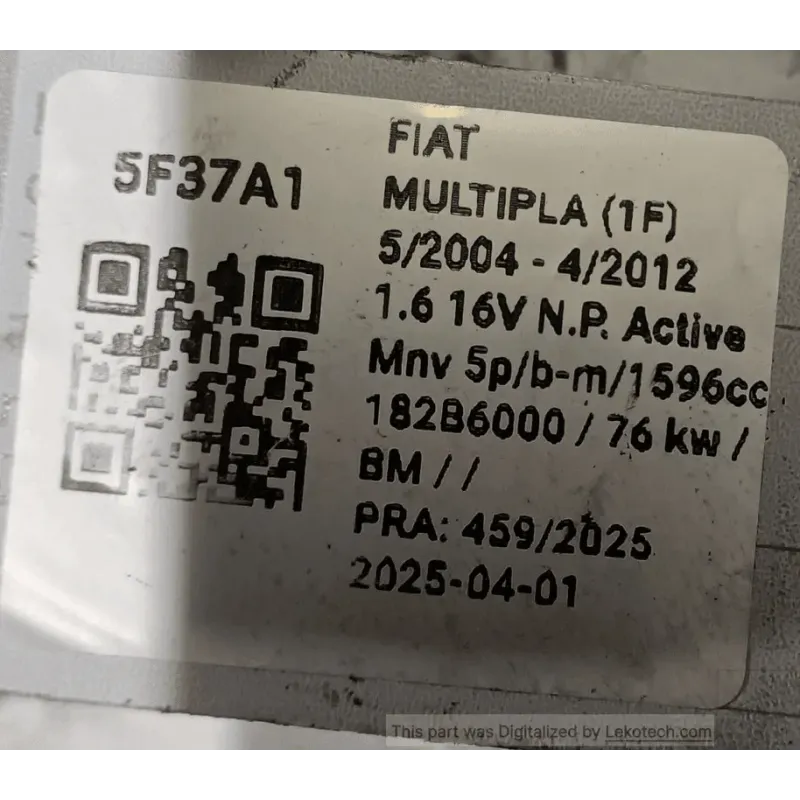 5F37A1
FIAT
MULTIPLA (1F)
5/2004 - 4/2012
1.6 16V N.P. Active
Mnv 5p/b-m/1596cc
182B6000 / 76 kw /
BM / /
PRA: 459/2025
2025-04-01
This part was Digitalized by Lekotech.com